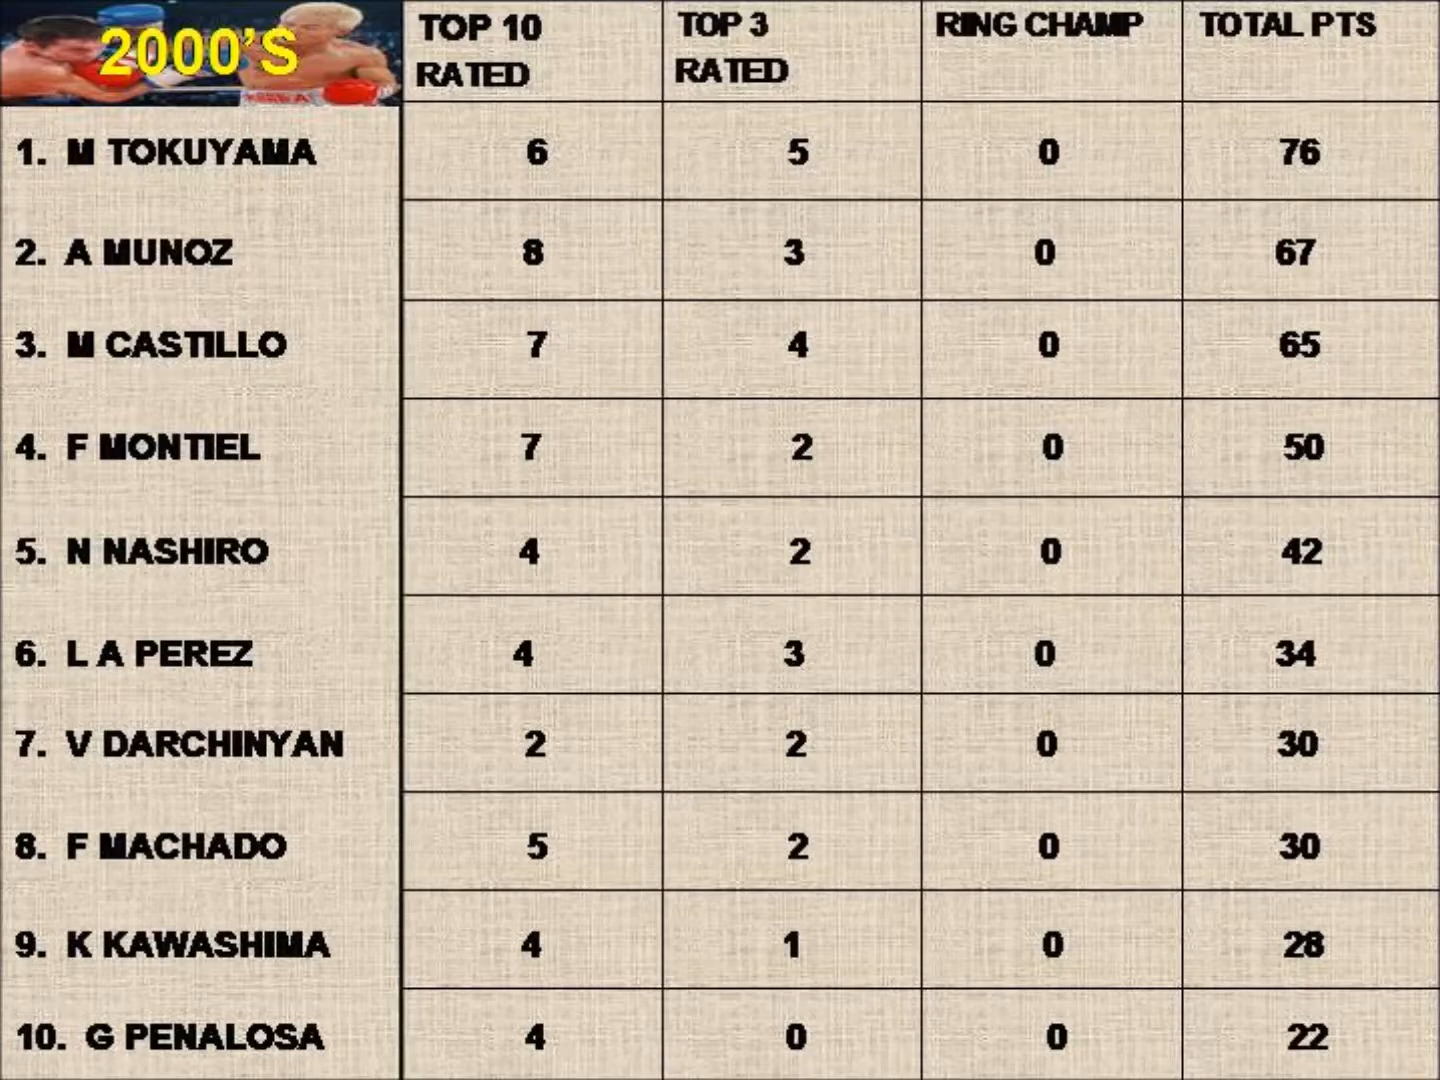 2000'S
TOP 10
RATED
TOP 3
RATED
RING CHAMP
TOTAL PTS
1. M TOKUYAMA 6 5 0 76
2. A MUNOZ 8 3 0 67
3. M CASTILLO 7 4 0 65
4. F MONTIEL 7 2 0 50
5. N NASHIRO 4 2 0 42
6. L A PEREZ 4 3 0 34
7. V DARCHINYAN 2 2 0 30
8. F MACHADO 5 2 0 30
9. K KAWASHIMA 4 1 0 28
10. G PENALOSA 4 0 0 22